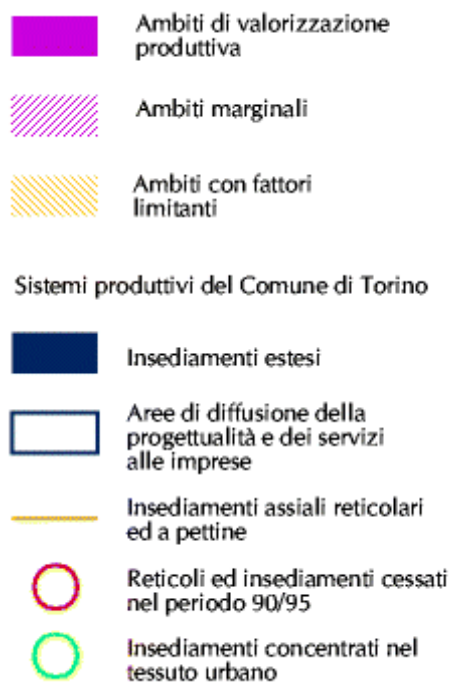 Ambiti di valorizzazione
produttiva
Ambiti marginali
Ambiti con fattori
limitanti
Sistemi produttivi del Comune di Torino
Insediamenti estesi
Aree di diffusione della
progettualità e dei servizi
alle imprese
Insediamenti assiali reticolari
ed a pettine
Reticoli ed insediamenti cessati
nel periodo 90/95
Insediamenti concentrati nel
tessuto urbano